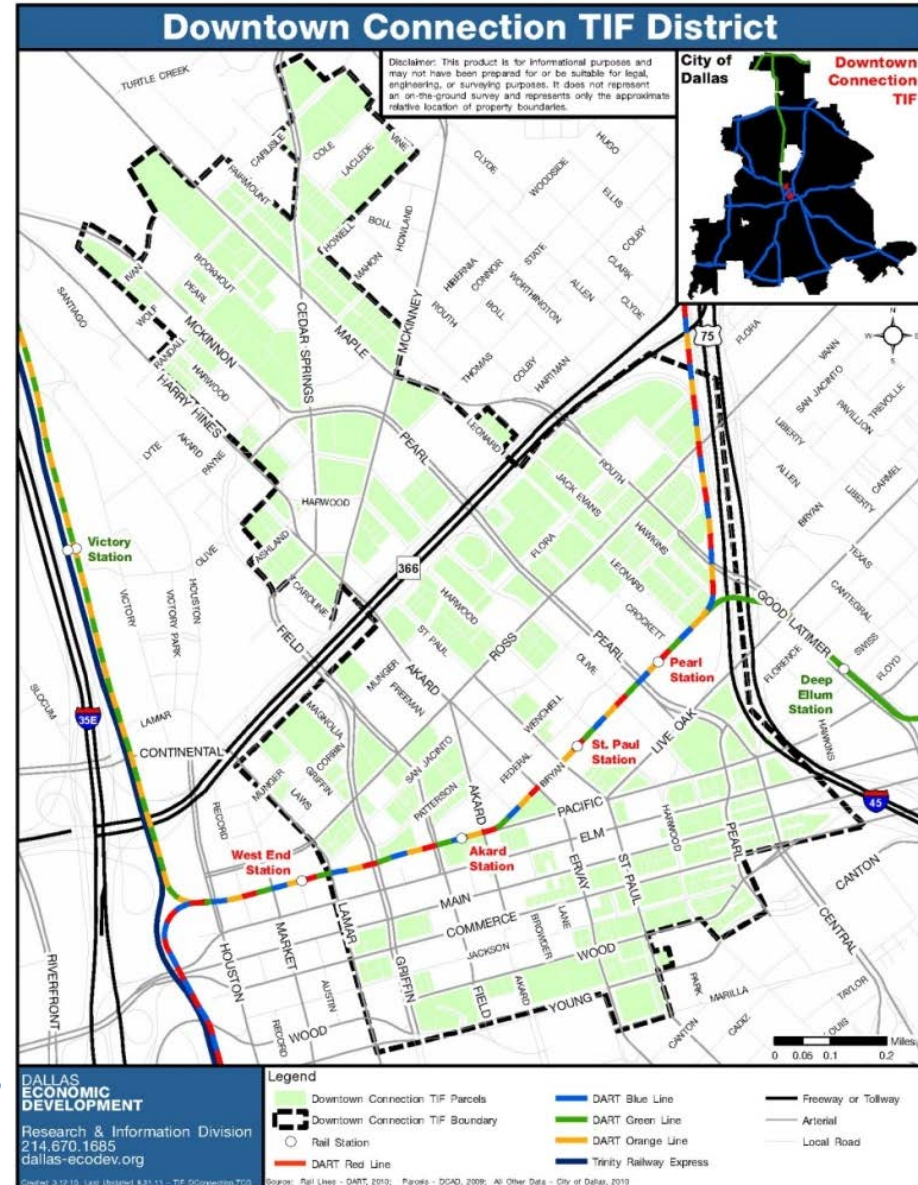 Downtown Connection TIF District
Disclaimer: This product is for informational purposes and
may not have been prepared for or be suitable for legal,
engineering, or surveying purposes. It does not represent
an on-the-ground survey and represents only the approximate
relative location of property boundaries.
City of
Dallas
Downtown
Connection
TIF
TURTLE CREEK
CARLISLE
COLE
LACLEDE
VINE
FAIRMOUNT
HOWELL
BOLL
HOWLAND
MAHON
CLYDE
WOODSIDE
HUGO
ELLIS
COLBY
CLARK
CLYDE
STATE
HIBERNIA
CONNOR
WORTHINGTON
ALLEN
BOLL
ROUTH
THOMAS
COLBY
HARTMAN
SANTIAGO
IVAN
WOLF
BOOKHOUT
PEARL
MCKINNON
RANDALL
HARWOOD
HARRY HINES
CEDAR SPRINGS
MAPLE
MCKINNEY
LYTE
AKARD
PAYNE
PEARL
LEONARD
75
FLORA
N
W
E
S
VANN
SAN JACINTO
PAVILLION
TREVOLLE
LIBERTY
ALLEN
LIBERTY
CARMEL
BRYAN
TEXAS
CANTEGRAL
SWISS
FLOYD
HARWOOD
ASHLAND
CAROLINE
366
ROUTH
JACK EVANS
HAWKINS
FLORA
LEONARD
CROCKETT
Victory
Station
OLIVE
VICTORY
VICTORY PARK
HOUSTON
FIELD
HARWOOD
ST PAUL
ROSS
PEARL
OLIVE
GOOD LATIMER
FLORENCE
Pearl
Station
Deep
Ellum
Station
HAWKINS
SLOCUM
35E
LAMAR
CONTINENTAL
MUNGER
FREEMAN
AKARD
MAGNOLIA
CORBIN
GRIFFIN
MUNGER
LAWS
SAN JACINTO
PATTERSON
WENCHELL
FEDERAL
BRYAN
St. Paul
Station
LIVE OAK
RECORD
AKARD
PACIFIC
ELM
HARWOOD
PEARL
45
West End
Station
Akard
Station
MAIN
COMMERCE
JACKSON
BROWDER
LANE
ERVAY
ST PAUL
WOOD
CANTON
CENTRAL
RIVERFRONT
HOUSTON
MARKET
LAMAR
AUSTIN
GRIFFIN
FIELD
AKARD
YOUNG
WOOD
RECORD
PARK
MARILLA
CANTON
CADIZ
TAYLOR
Miles
0 0.05 0.1 0.2
DALLAS
ECONOMIC
DEVELOPMENT
Research & Information Division
214.670.1685
dallas-ecodev.org
Legend
Downtown Connection TIF Parcels
Downtown Connection TIF Boundary
Rail Station
DART Red Line
DART Blue Line
DART Green Line
DART Orange Line
Trinity Railway Express
Freeway or Tollway
Arterial
Local Road
Source: Rail Lines - DART, 2010; Parcels - DCAD, 2009; All Other Data - City of Dallas, 2010